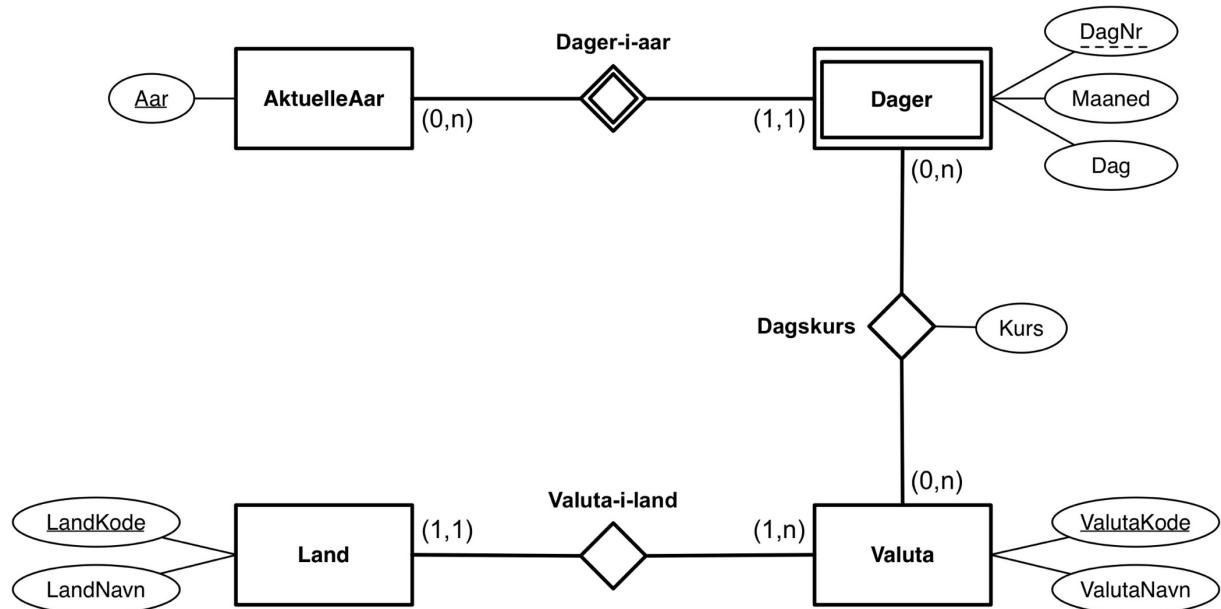 Dager-i-aar
DagNr
Aar
AktuelleAar
Dager
Maaned
(0,n)
(1,1)
Dag
(0,n)
Dagskurs
Kurs
(0,n)
Valuta-i-land
LandKode
(1,1)
(1,n)
ValutaKode
Land
Valuta
LandNavn
ValutaNavn